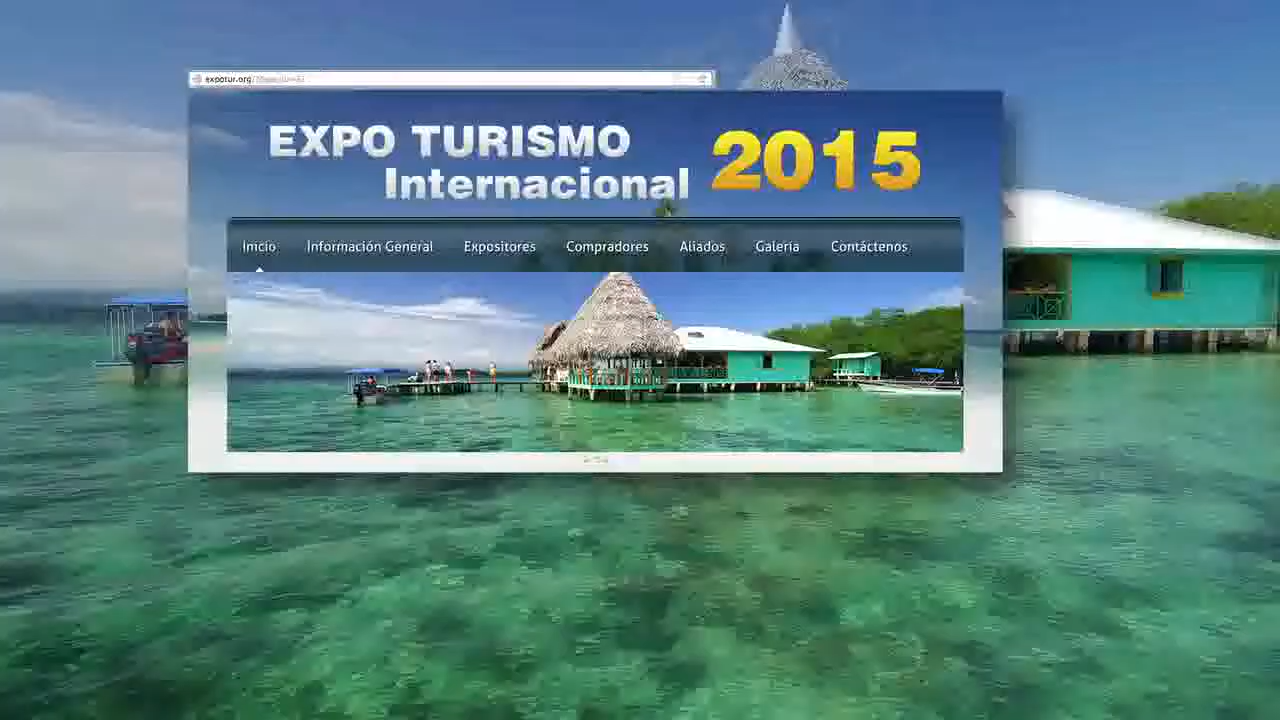 expotur.org
EXPO TURISMO
Internacional 2015
Inicio Información General Expositores Compradores Aliados Galeria Contáctenos